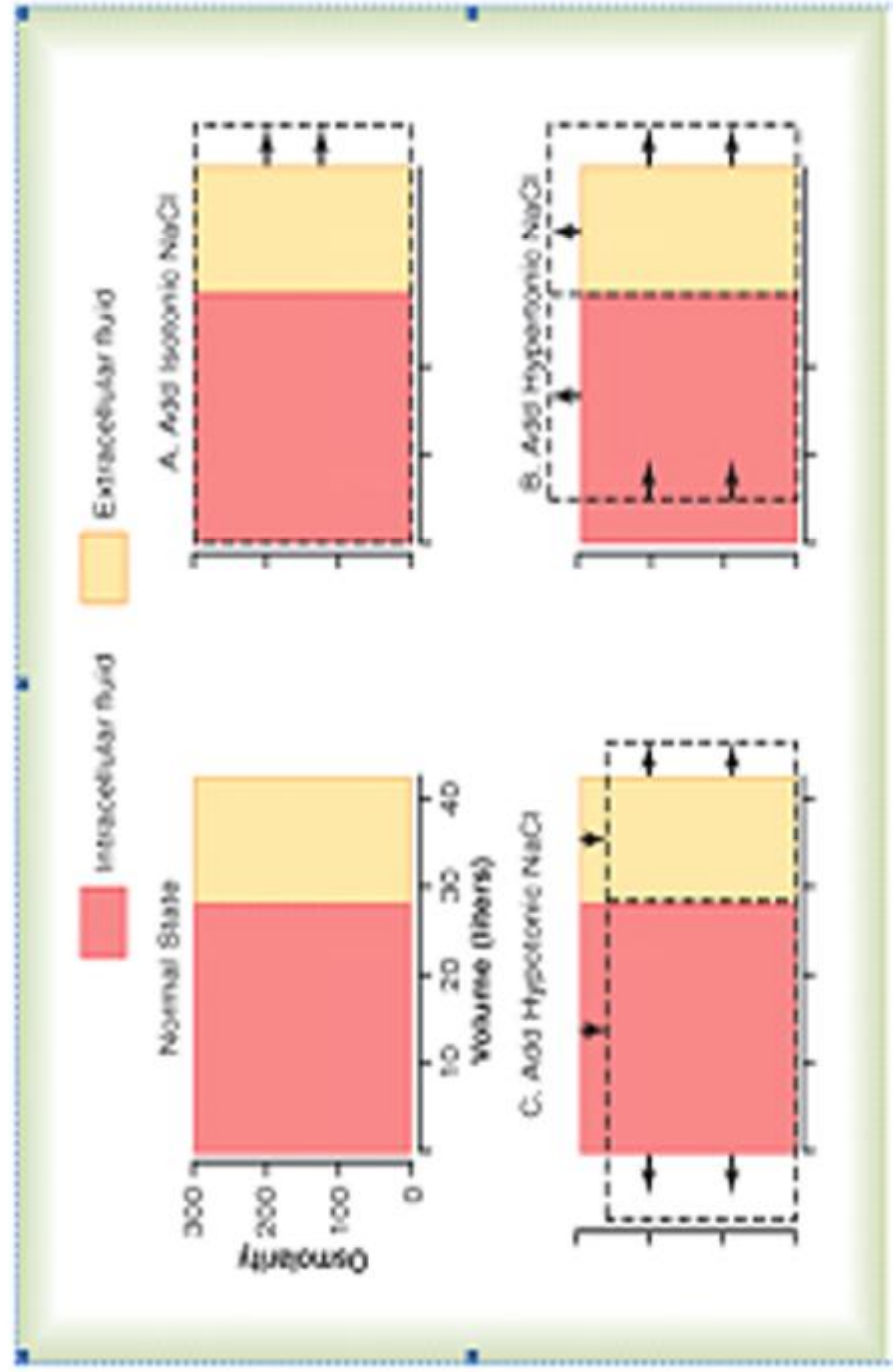 Intracellular fluid
Extracellular fluid
Normal State
300
200
100
0
Osmolarity
10 20 30 40
Volume (liters)
A. Add Isotonic NaCl
C. Add Hypotonic NaCl
B. Add Hypertonic NaCl